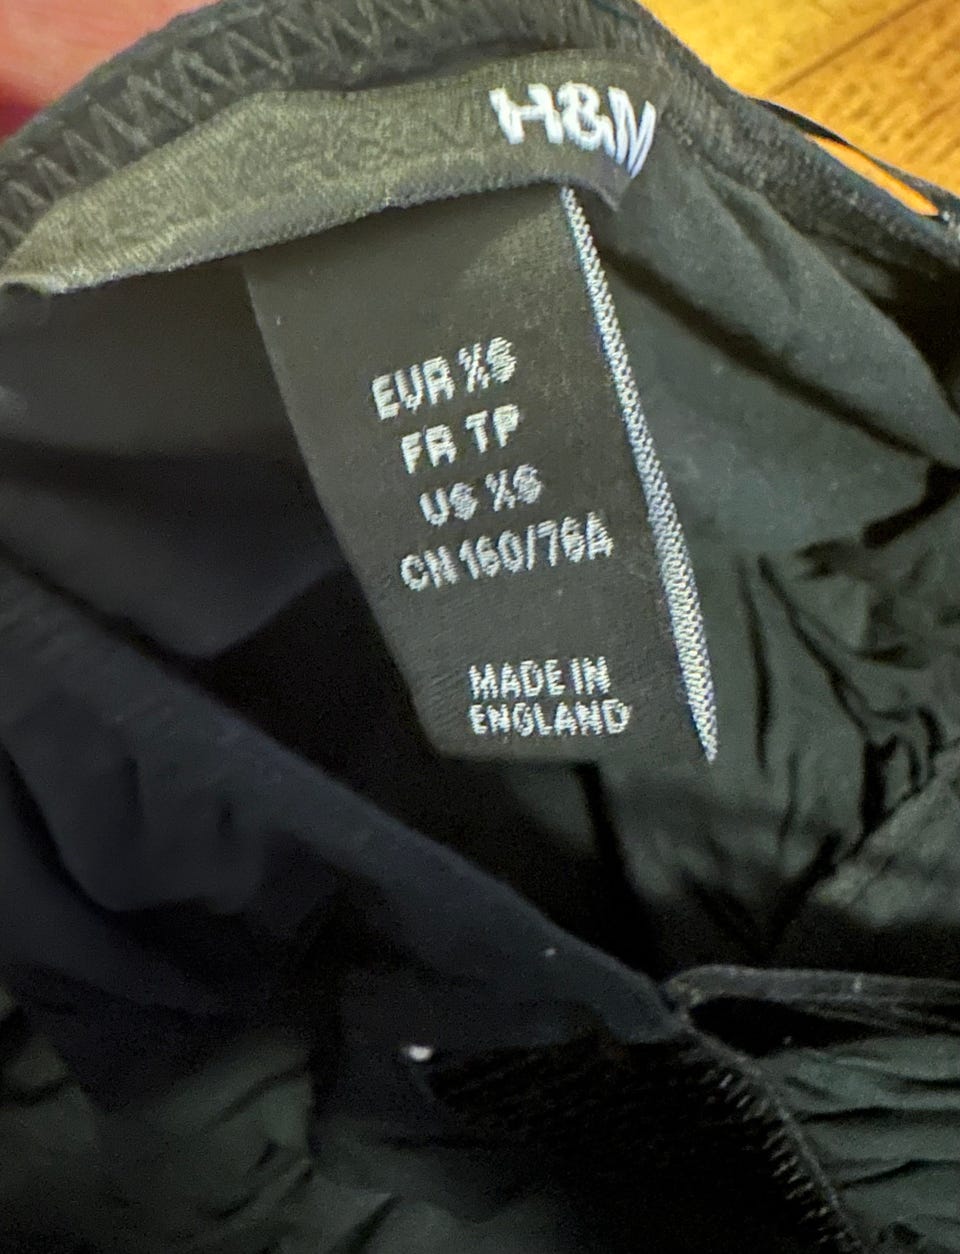 H&M
EUR XS
FR TP
US XS
CN 160/76A
MADE IN
ENGLAND